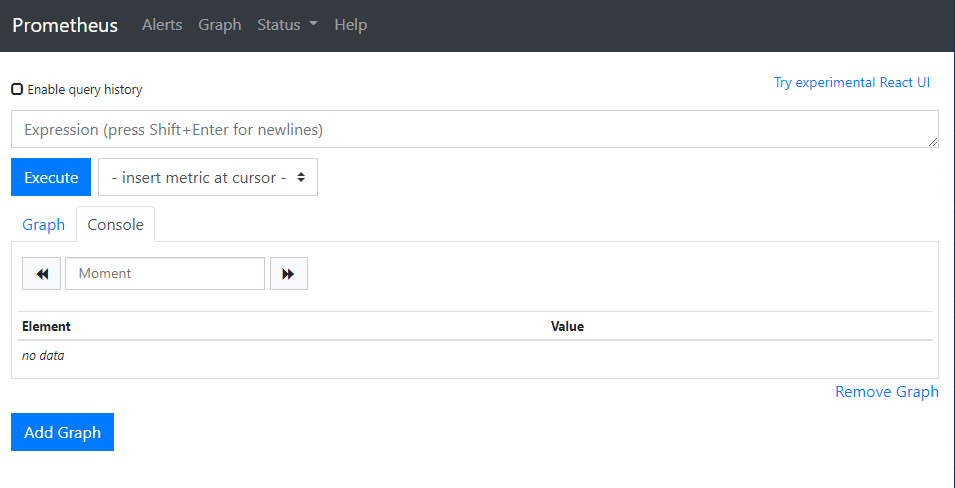 Prometheus Alerts Graph Status Help
Enable query history
Try experimental React UI
Expression (press Shift+Enter for newlines)
Execute - insert metric at cursor -
Graph Console
Moment
Element Value
no data
Remove Graph
Add Graph